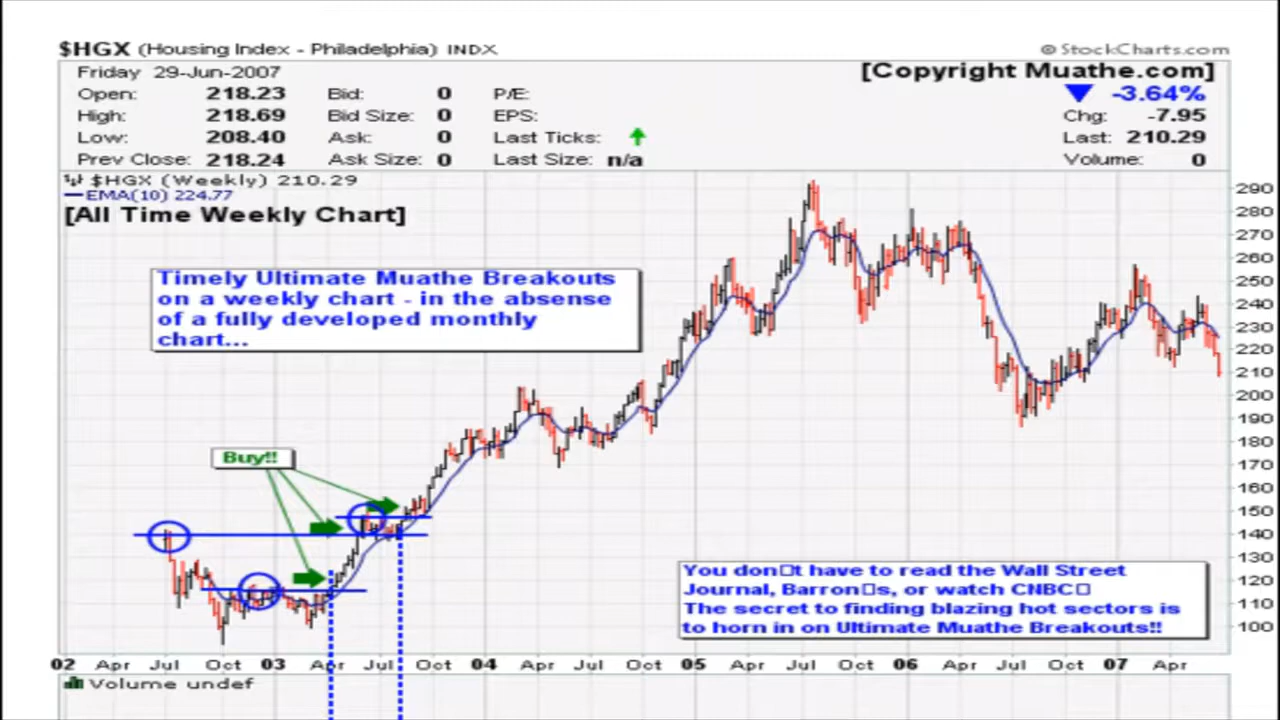 $HGX (Housing Index - Philadelphia) INDX
© StockCharts.com
Friday 29-Jun-2007
[Copyright Muathe.com]
Open: 218.23 Bid: 0 P/E: ▼ -3.64%
High: 218.69 Bid Size: 0 EPS: Chg: -7.95
Low: 208.40 Ask: 0 Last Ticks: Last: 210.29
Prev Close: 218.24 Ask Size: 0 Last Size: n/a Volume: 0
$HGX (Weekly) 210.29
EMA(10) 224.77
[All Time Weekly Chart]
Timely Ultimate Muathe Breakouts
on a weekly chart - in the absense
of a fully developed monthly
chart...
Buy!!
You don□t have to read the Wall Street
Journal, Barron□s, or watch CNBC□
The secret to finding blazing hot sectors is
to horn in on Ultimate Muathe Breakouts!!
290
280
270
260
250
240
230
220
210
200
190
180
170
160
150
140
130
120
110
100
02 Apr Jul Oct 03 Apr Jul Oct 04 Apr Jul Oct 05 Apr Jul Oct 06 Apr Jul Oct 07 Apr
Volume undef